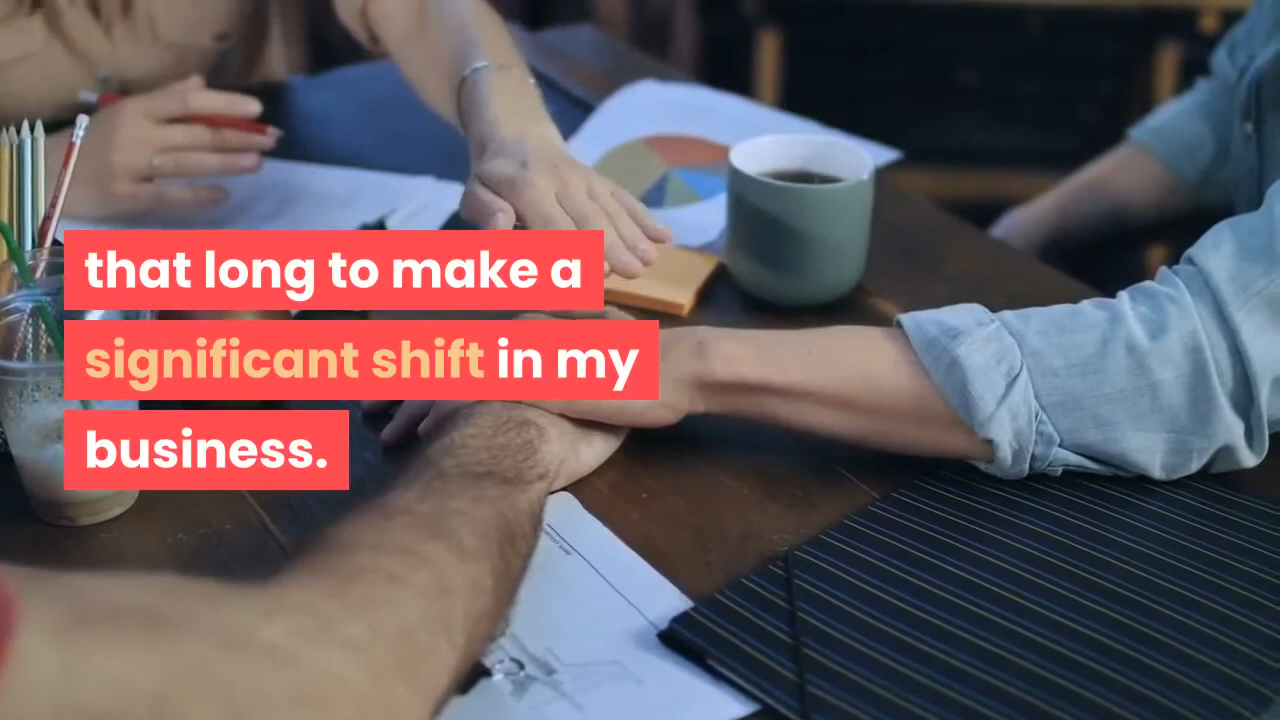 that long to make a
significant shift in my
business.